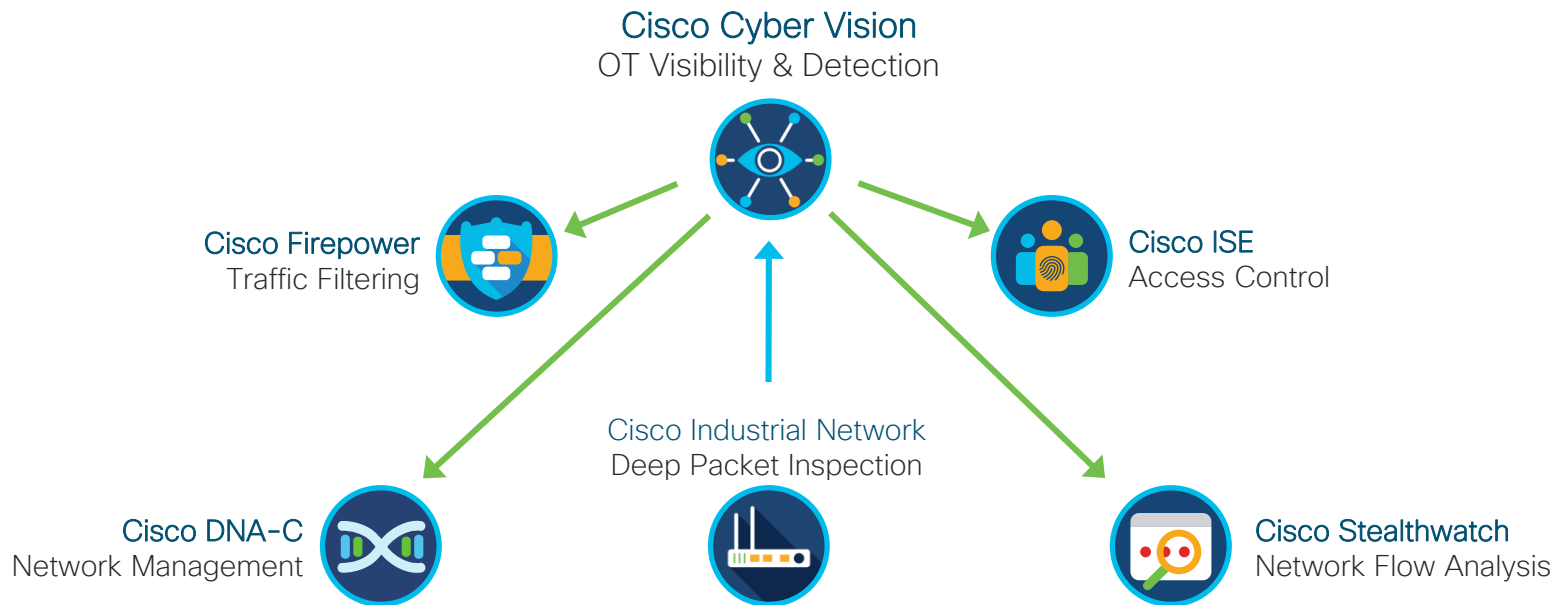 Cisco Cyber Vision
OT Visibility & Detection
Cisco Firepower
Traffic Filtering
Cisco ISE
Access Control
Cisco Industrial Network
Deep Packet Inspection
Cisco DNA-C
Network Management
Cisco Stealthwatch
Network Flow Analysis